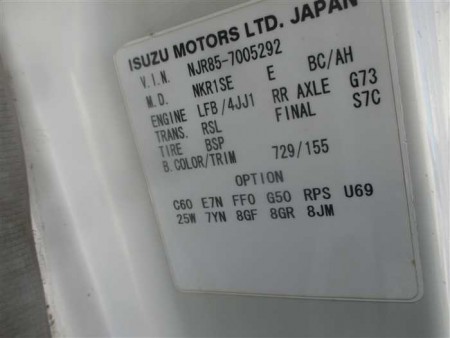 ISUZU MOTORS LTD. JAPAN
V.I.N. NJR85-7005292
M.D. NKR1SE E BC/AH
ENGINE LFB/4JJ1 RR AXLE G73
TRANS. RSL FINAL S7C
TIRE BSP
B.COLOR/TRIM 729/155
OPTION
C60 E7N FF0 G50 RPS U69
25W 7YN 8GF 8GR 8JM